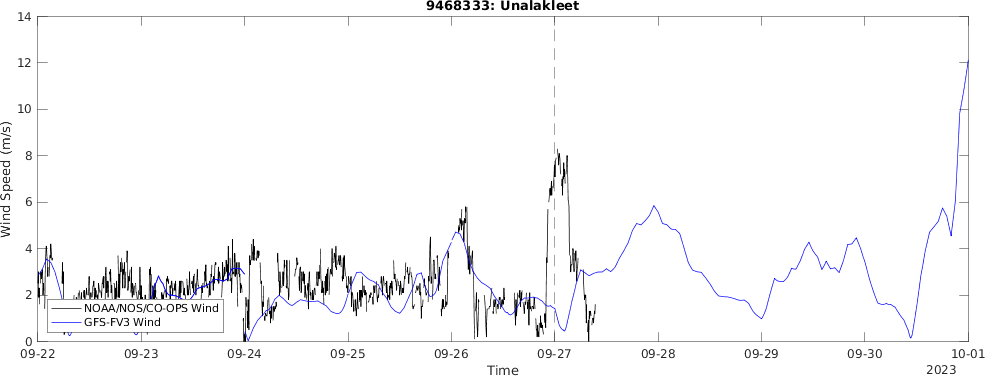 9468333: Unalakleet
14
12
10
8
6
4
2
0
Wind Speed (m/s)
NOAA/NOS/CO-OPS Wind
GFS-FV3 Wind
09-22 09-23 09-24 09-25 09-26 09-27 09-28 09-29 09-30 10-01
Time
2023